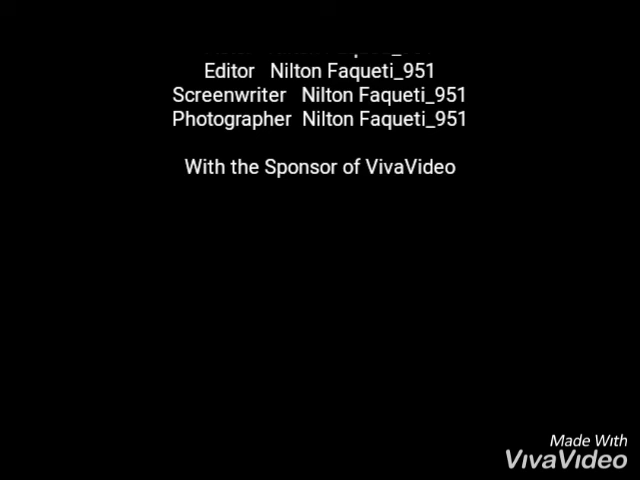 Editor Nilton Faqueti_951
Screenwriter Nilton Faqueti_951
Photographer Nilton Faqueti_951
With the Sponsor of VivaVideo
Made With
VivaVideo